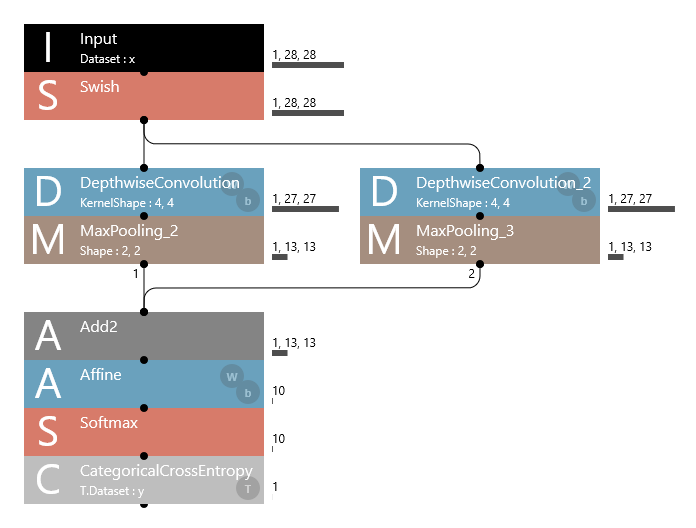 I
Input
Dataset : x
1, 28, 28
S
Swish
1, 28, 28
D
DepthwiseConvolution
KernelShape : 4, 4
W
b
1, 27, 27
D
DepthwiseConvolution_2
KernelShape : 4, 4
W
b
1, 27, 27
M
MaxPooling_2
Shape : 2, 2
1, 13, 13
M
MaxPooling_3
Shape : 2, 2
1, 13, 13
1
2
A
Add2
1, 13, 13
A
Affine
W
b
10
S
Softmax
10
C
CategoricalCrossEntropy
T.Dataset : y
T
1